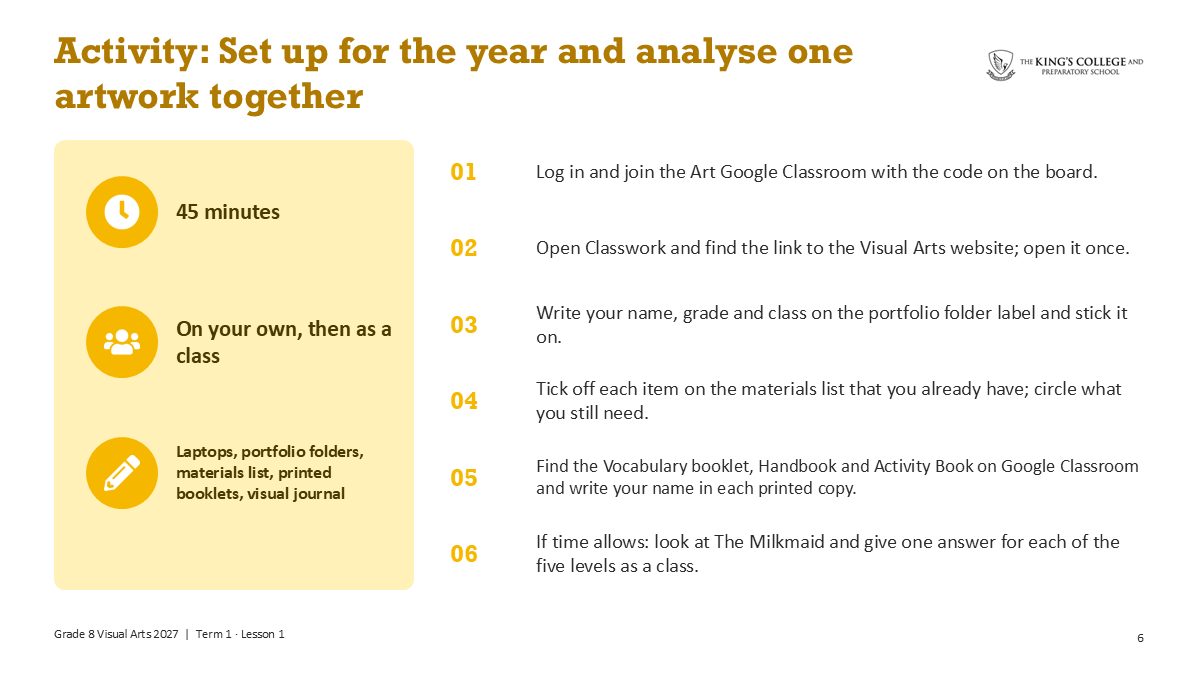 Activity: Set up for the year and analyse one
artwork together
THE KING'S COLLEGE AND
PREPARATORY SCHOOL
45 minutes
On your own, then as a
class
Laptops, portfolio folders,
materials list, printed
booklets, visual journal
01
Log in and join the Art Google Classroom with the code on the board.
02
Open Classwork and find the link to the Visual Arts website; open it once.
03
Write your name, grade and class on the portfolio folder label and stick it
on.
04
Tick off each item on the materials list that you already have; circle what
you still need.
05
Find the Vocabulary booklet, Handbook and Activity Book on Google Classroom
and write your name in each printed copy.
06
If time allows: look at The Milkmaid and give one answer for each of the
five levels as a class.
Grade 8 Visual Arts 2027 | Term 1 · Lesson 1
6